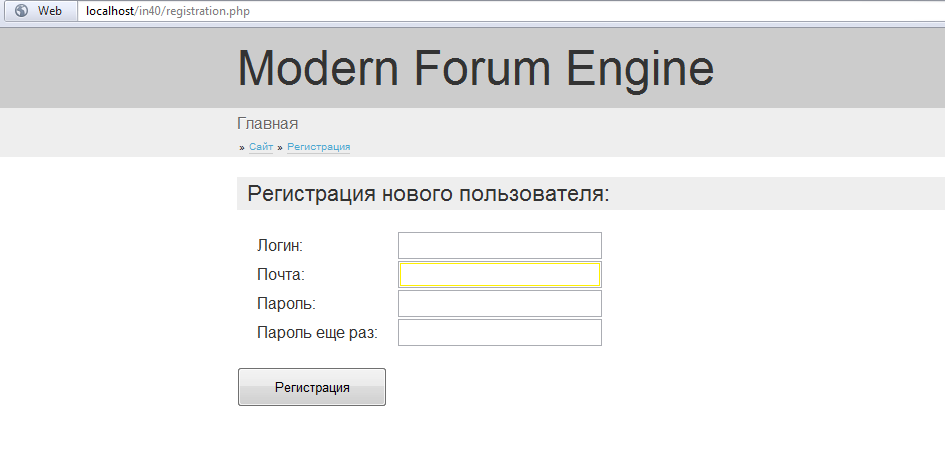 Web localhost/in40/registration.php
Modern Forum Engine
Главная
» Сайт » Регистрация
Регистрация нового пользователя:
Логин:
Почта:
Пароль:
Пароль еще раз:
Регистрация